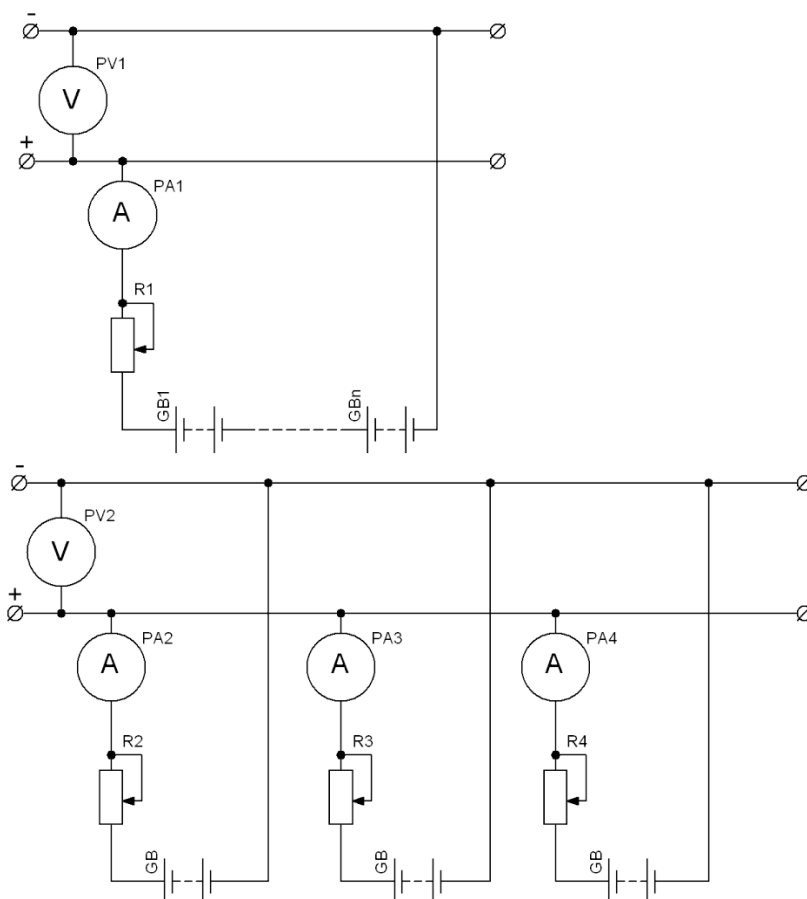 -
PV1
V
+
PA1
A
R1
GB1
GBn
-
PV2
V
+
PA2
PA3
PA4
A
A
A
R2
R3
R4
GB
GB
GB